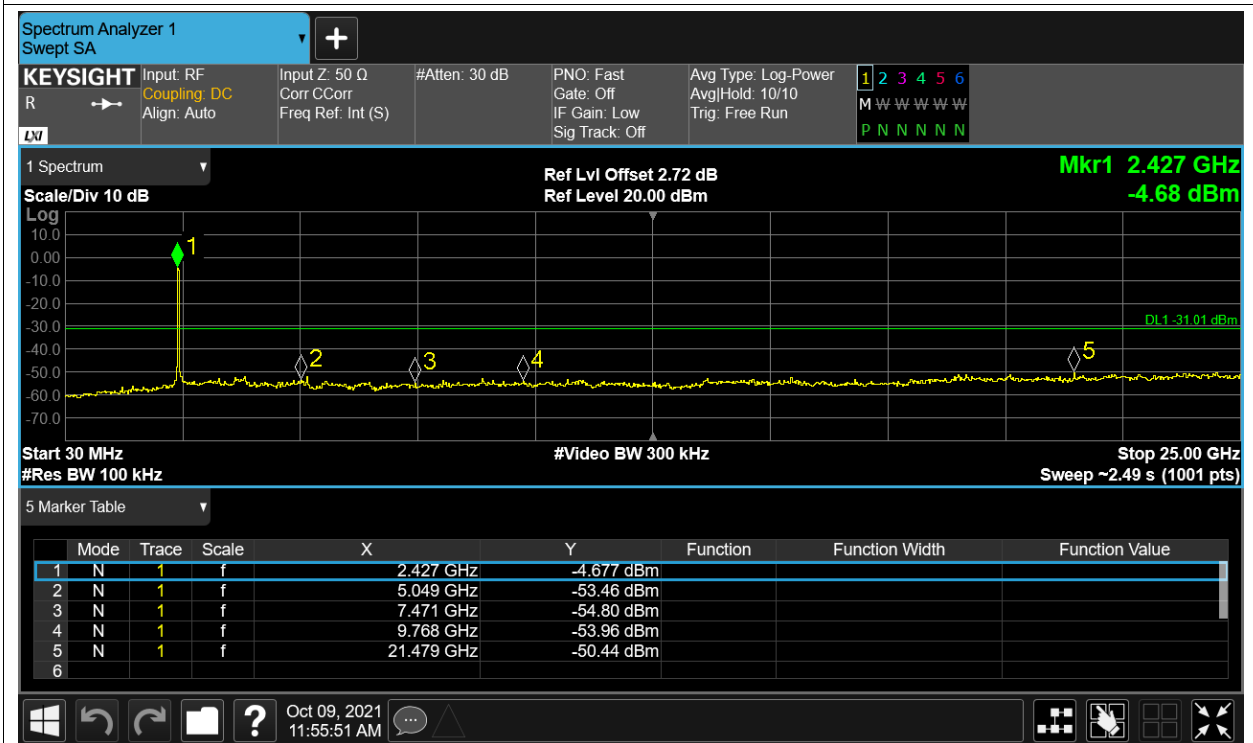 Spectrum Analyzer 1
Swept SA
+
KEYSIGHT Input: RF Input Z: 50 Ω #Atten: 30 dB PNO: Fast Avg Type: Log-Power 1 2 3 4 5 6
R Coupling: DC Corr CCorr Gate: Off Avg|Hold: 10/10 M W W W W W
Align: Auto Freq Ref: Int (S) IF Gain: Low Trig: Free Run
LXI Sig Track: Off P N N N N N
1 Spectrum Ref Lvl Offset 2.72 dB Mkr1 2.427 GHz
Scale/Div 10 dB Ref Level 20.00 dBm -4.68 dBm
Log
10.0
0.00
-10.0
-20.0
-30.0
-40.0
-50.0
-60.0
-70.0
1
DL1 -31.01 dBm
2 3 4 5
Start 30 MHz #Video BW 300 kHz Stop 25.00 GHz
#Res BW 100 kHz Sweep ~2.49 s (1001 pts)
5 Marker Table
Mode Trace Scale X Y Function Function Width Function Value
1 N 1 f 2.427 GHz -4.677 dBm
2 N 1 f 5.049 GHz -53.46 dBm
3 N 1 f 7.471 GHz -54.80 dBm
4 N 1 f 9.768 GHz -53.96 dBm
5 N 1 f 21.479 GHz -50.44 dBm
6
? Oct 09, 2021
11:55:51 AM